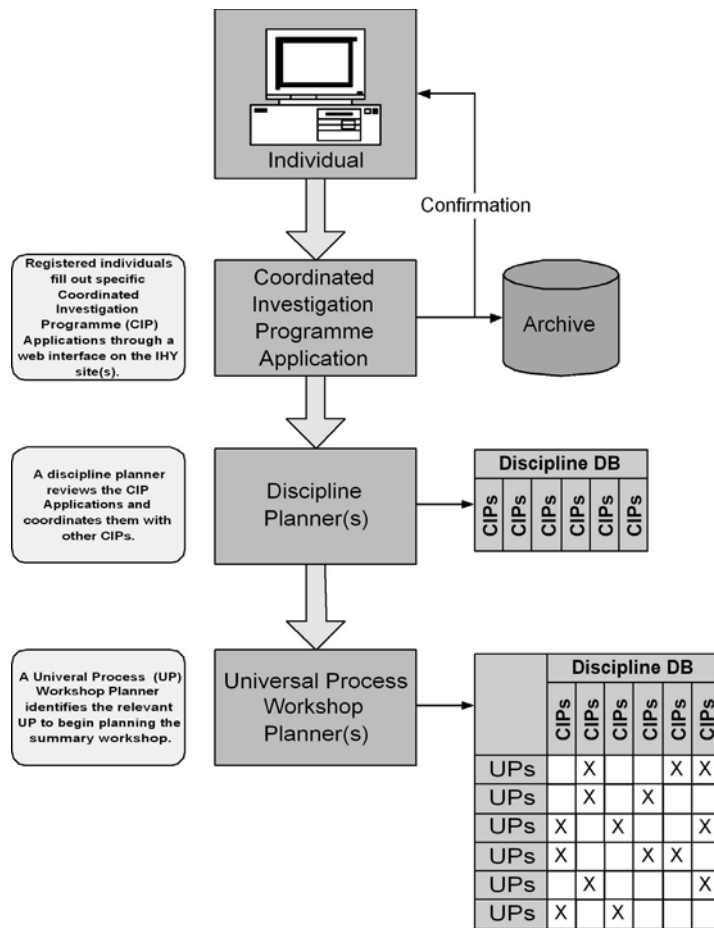 Individual
Confirmation
Registered individuals
fill out specific
Coordinated
Investigation
Programme (CIP)
Applications through a
web interface on the IHY
site(s).
Coordinated
Investigation
Programme
Application
Archive
A discipline planner
reviews the CIP
Applications and
coordinates them with
other CIPs.
Discipline
Planner(s)
Discipline DB
CIPs CIPs CIPs CIPs CIPs CIPs
A Univeral Process (UP)
Workshop Planner
identifies the relevant
UP to begin planning the
summary workshop.
Universal Process
Workshop
Planner(s)
Discipline DB
CIPs CIPs CIPs CIPs CIPs CIPs
UPs X X X
UPs X X
UPs X X X
UPs X X X
UPs X X
UPs X X